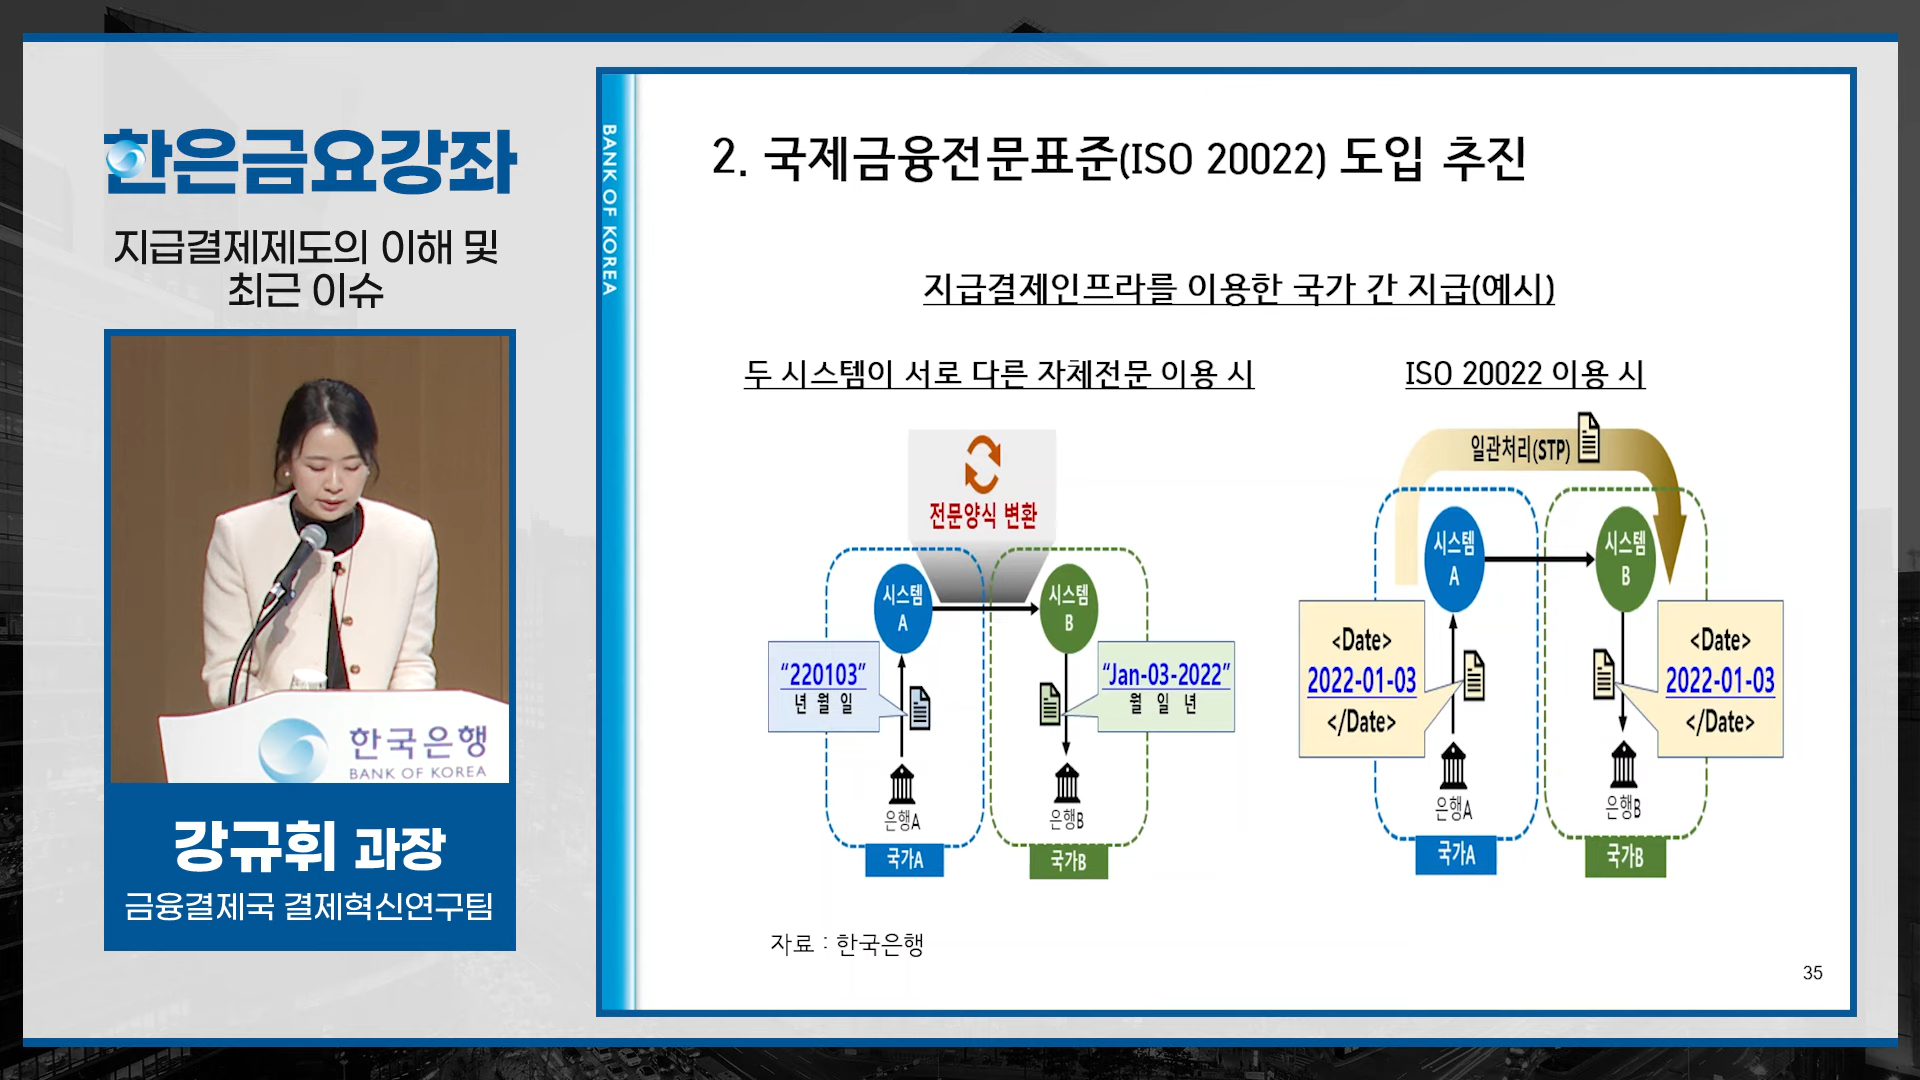 한은금요강좌
지급결제제도의 이해 및
최근 이슈
한국은행
BANK OF KOREA
강규휘 과장
금융결제국 결제혁신연구팀
BANK OF KOREA
2. 국제금융전문표준(ISO 20022) 도입 추진
지급결제인프라를 이용한 국가 간 지급(예시)
두 시스템이 서로 다른 자체전문 이용 시
전문양식 변환
시스템
A
시스템
B
“220103”
년 월 일
“Jan-03-2022”
월 일 년
은행A
은행B
국가A
국가B
ISO 20022 이용 시
일관처리(STP)
시스템
A
시스템
B
<Date>
2022-01-03
</Date>
<Date>
2022-01-03
</Date>
은행A
은행B
국가A
국가B
자료 : 한국은행
35